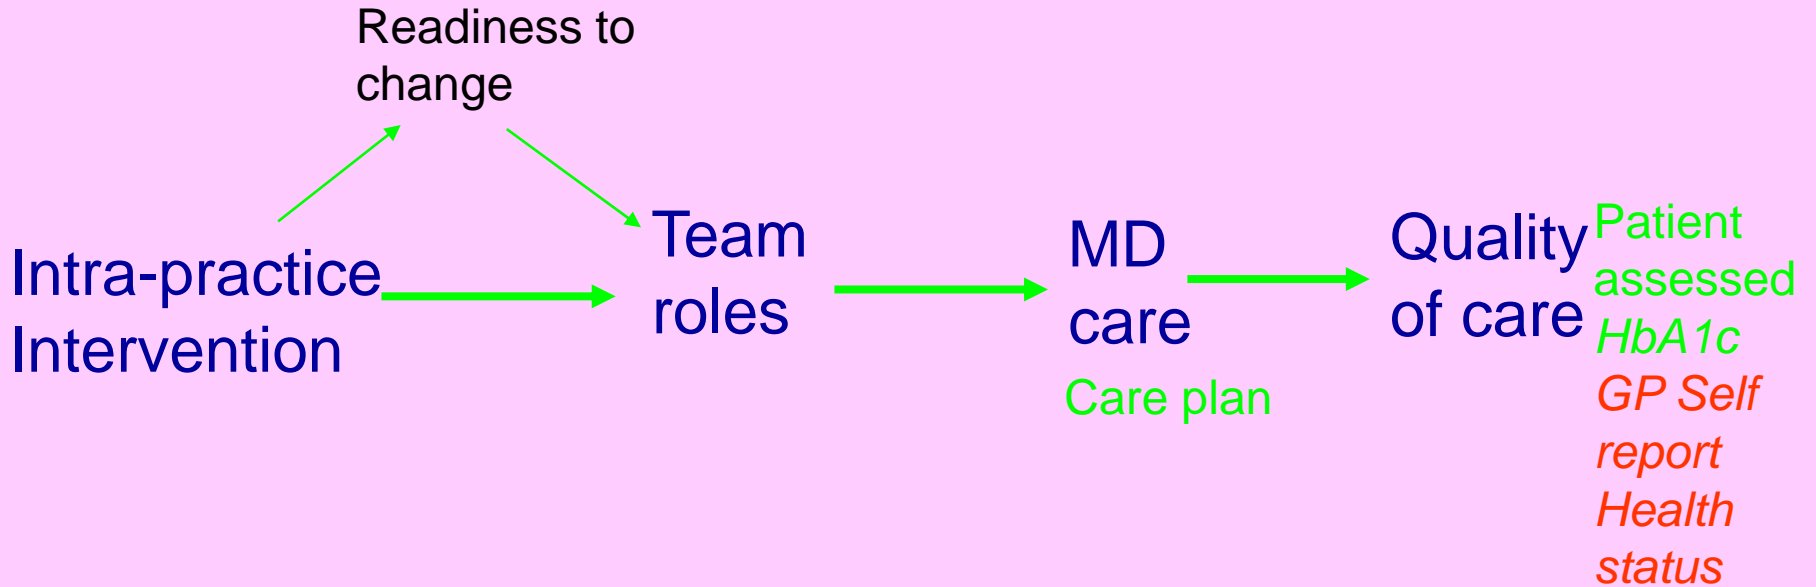 Readiness to
change
Intra-practice
Intervention
Team
roles
MD
care
Care plan
Quality
of care
Patient
assessed
HbA1c
GP Self
report
Health
status